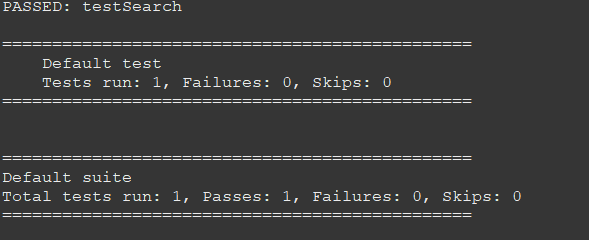 PASSED: testSearch
===============================================
Default test
Tests run: 1, Failures: 0, Skips: 0
===============================================
===============================================
Default suite
Total tests run: 1, Passes: 1, Failures: 0, Skips: 0
===============================================